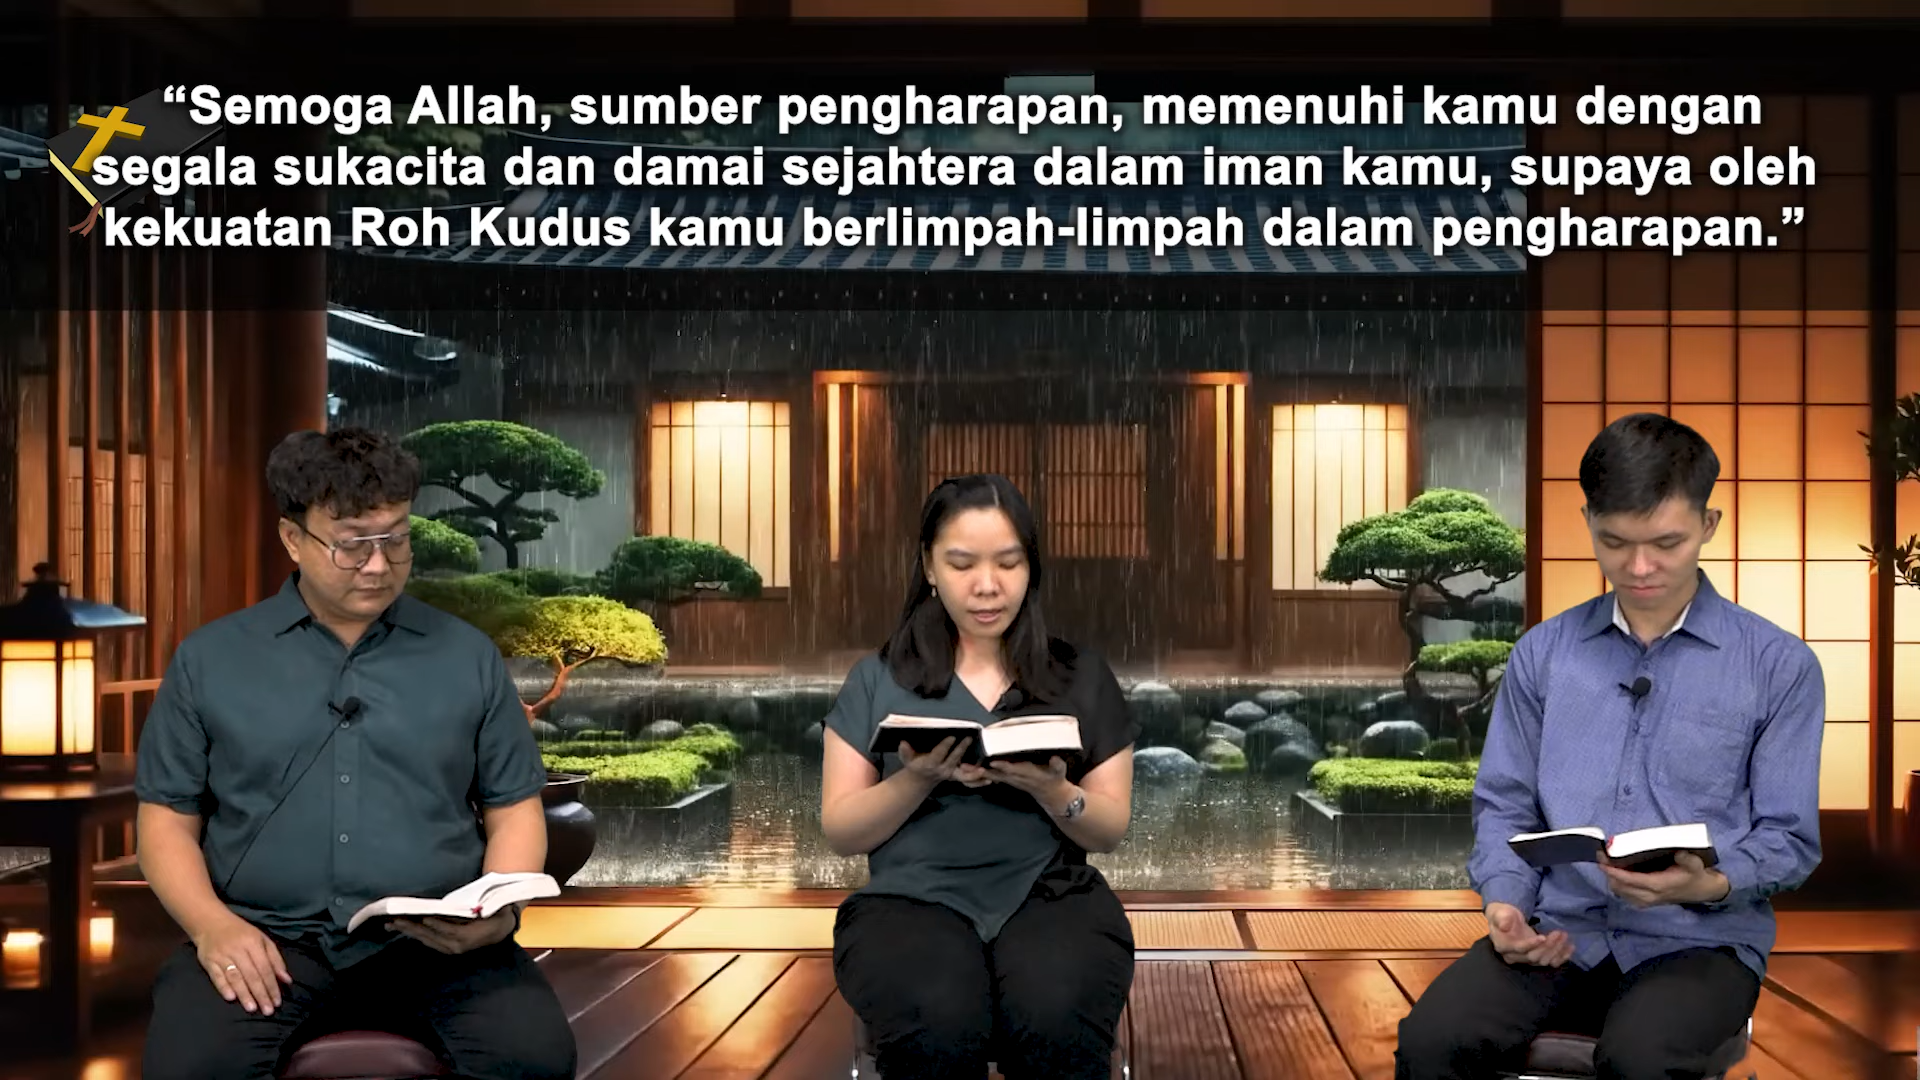 “Semoga Allah, sumber pengharapan, memenuhi kamu dengan
segala sukacita dan damai sejahtera dalam iman kamu, supaya oleh
kekuatan Roh Kudus kamu berlimpah-limpah dalam pengharapan.”